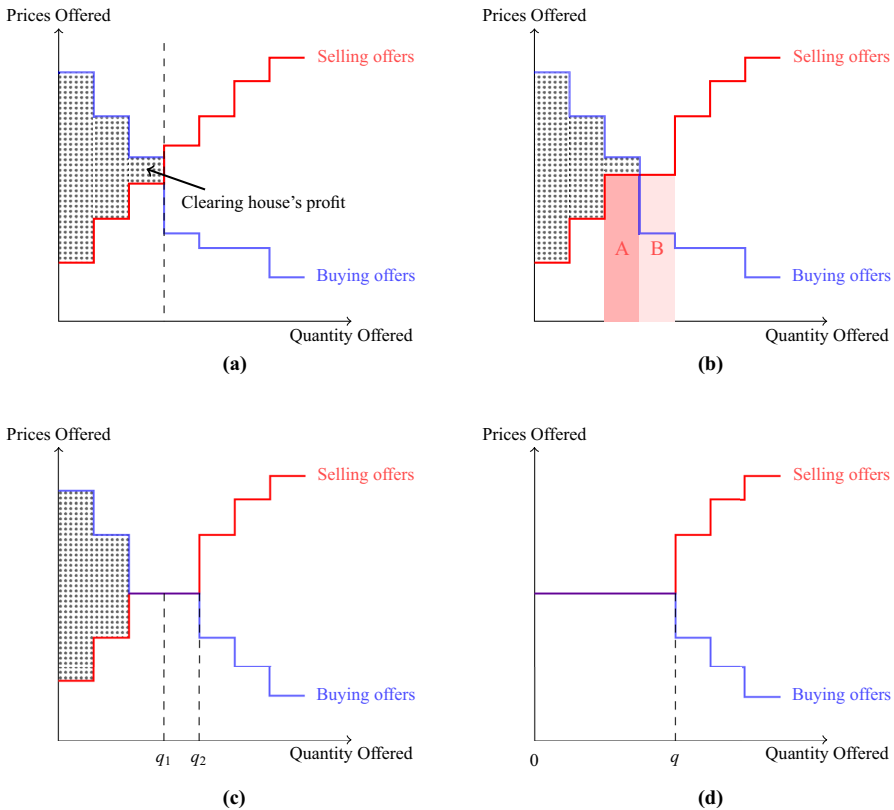 Prices Offered
Selling offers
Clearing house's profit
Buying offers
Quantity Offered
(a)
Prices Offered
Selling offers
A
B
Buying offers
Quantity Offered
(b)
Prices Offered
Selling offers
Buying offers
q1 q2
Quantity Offered
(c)
Prices Offered
Selling offers
Buying offers
0 q
Quantity Offered
(d)